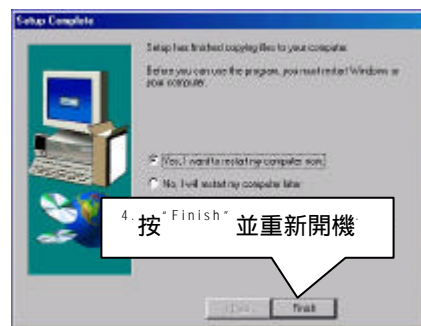 Setup Complete
Setup has finished copying files to your computer.
Before you can use the program, you must restart Windows or
your computer.
Yes, I want to restart my computer now.
No, I will restart my computer later.
4. 按"Finish" 並重新開機
Finish